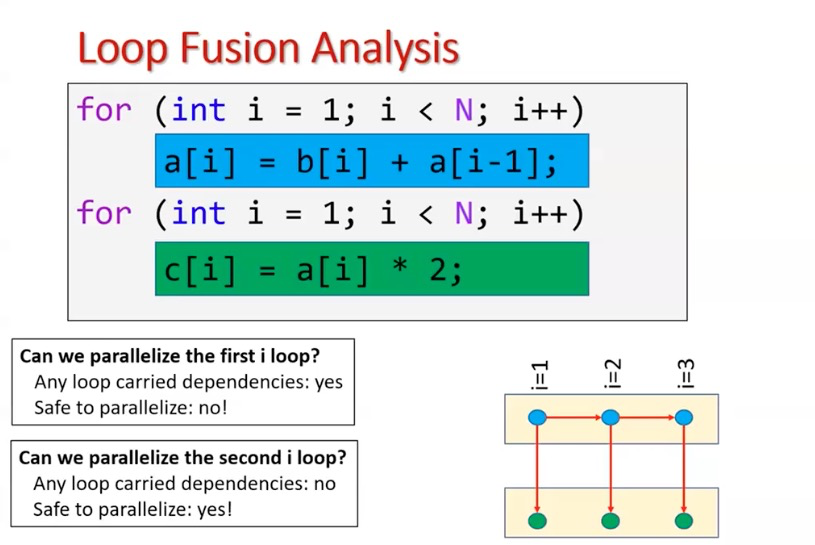 Loop Fusion Analysis
for (int i = 1; i < N; i++)
a[i] = b[i] + a[i-1];
for (int i = 1; i < N; i++)
c[i] = a[i] * 2;
Can we parallelize the first i loop?
Any loop carried dependencies: yes
Safe to parallelize: no!
Can we parallelize the second i loop?
Any loop carried dependencies: no
Safe to parallelize: yes!
i=1
i=2
i=3